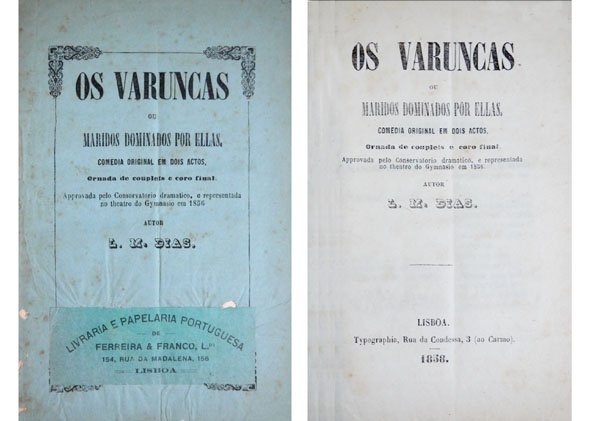 OS VARUNCAS
OU
MARIDOS DOMINADOS POR ELLAS,
COMEDIA ORIGINAL EM DOIS ACTOS,
Ornada de couplets e coro final.
Approvada pelo Conservatorio dramatico, e representada
no theatro do Gymnasio em 1856
AUTOR
L. M. DIAS.
LIVRARIA E PAPELARIA PORTUGUESA
DE
FERREIRA & FRANCO, L.DA
154, RUA DA MADALENA, 156
LISBOA
OS VARUNCAS
OU
MARIDOS DOMINADOS POR ELLAS,
COMEDIA ORIGINAL EM DOIS ACTOS,
Ornada de couplets e coro final.
Approvada pelo Conservatorio dramatico, e representada
no theatro do Gymnasio em 1856.
AUTOR
L. M. DIAS.
LISBOA.
Typographia, Rua da Condessa, 3 (ao Carmo).
1858.